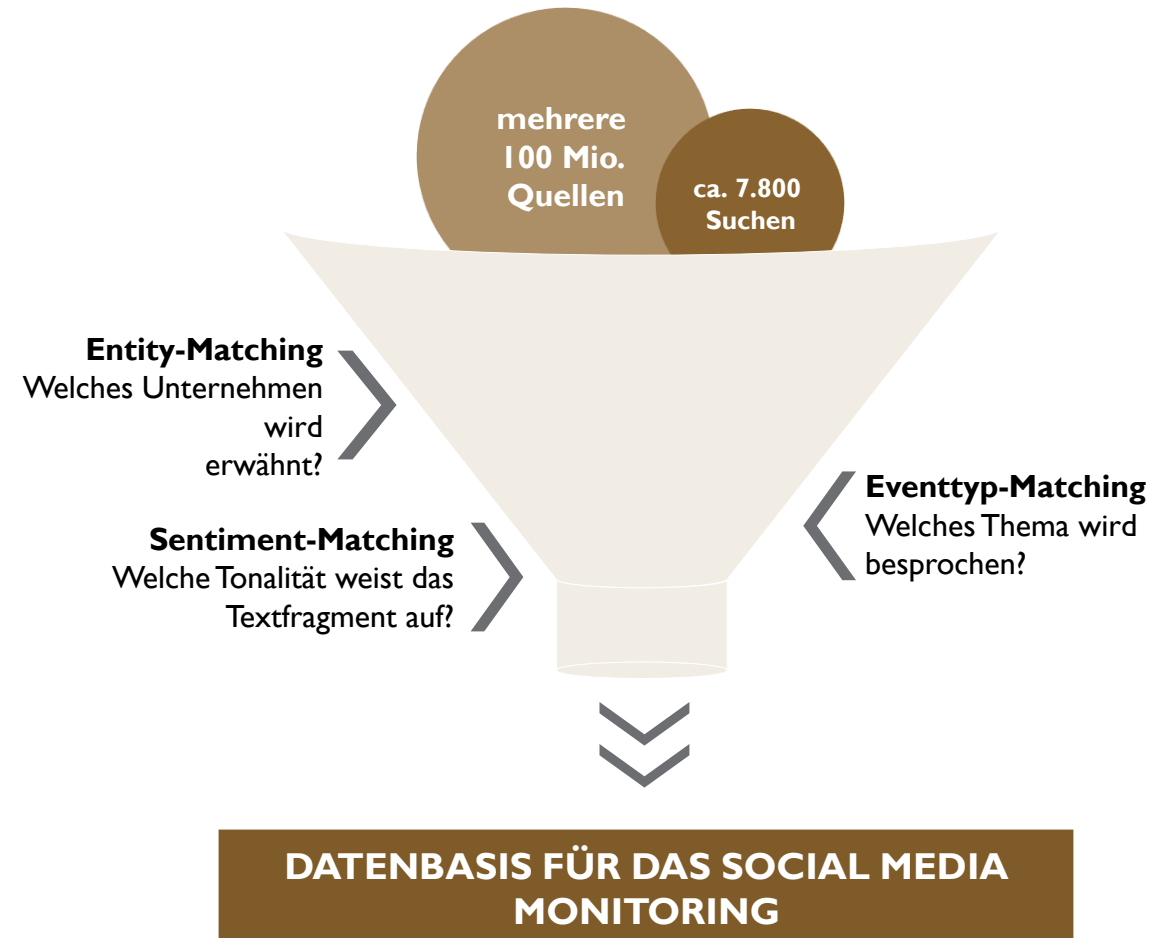 mehrere
100 Mio.
Quellen
ca. 7.800
Suchen
Entity-Matching
Welches Unternehmen
wird
erwähnt?
Eventtyp-Matching
Welches Thema wird
besprochen?
Sentiment-Matching
Welche Tonalität weist das
Textfragment auf?
DATENBASIS FÜR DAS SOCIAL MEDIA
MONITORING